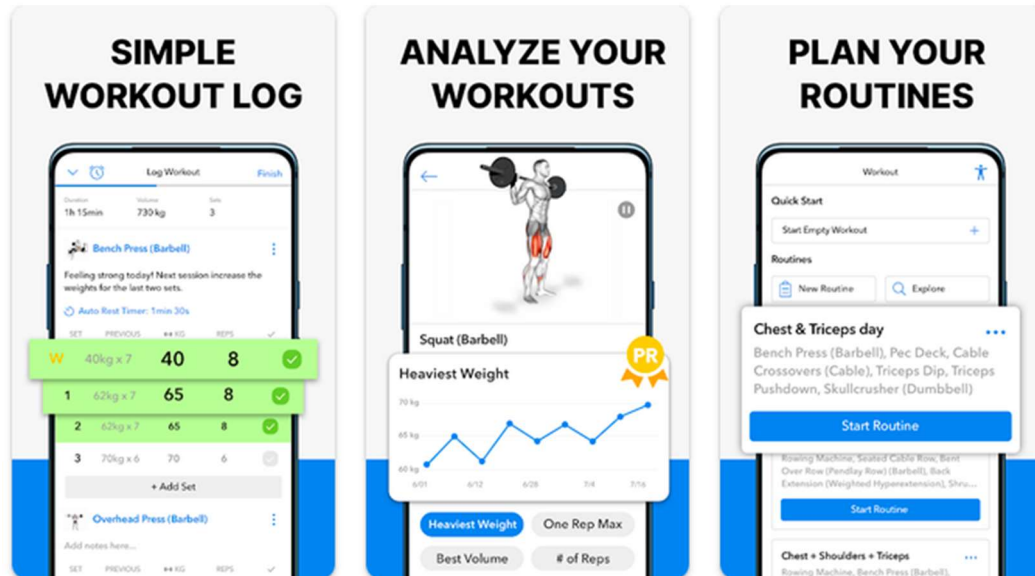 SIMPLE
WORKOUT LOG
Log Workout
Finish
Duration
Volume
Sets
1h 15min
730 kg
3
Bench Press (Barbell)
Feeling strong today! Next session increase the
weights for the last two sets.
Auto Rest Timer: 1min 30s
SET PREVIOUS KG REPS
W 40kg x 7 40 8
1 62kg x 7 65 8
2 62kg x 7 65 8
3 70kg x 6 70 6
+ Add Set
Overhead Press (Barbell)
Add notes here...
SET PREVIOUS KG REPS
ANALYZE YOUR
WORKOUTS
Squat (Barbell)
PR
Heaviest Weight
70 kg
65 kg
60 kg
6/01 6/12 6/28 7/4 7/16
Heaviest Weight
One Rep Max
Best Volume
# of Reps
PLAN YOUR
ROUTINES
Workout
Quick Start
Start Empty Workout +
Routines
New Routine
Explore
Chest & Triceps day
Bench Press (Barbell), Pec Deck, Cable
Crossovers (Cable), Triceps Dip, Triceps
Pushdown, Skullcrusher (Dumbbell)
Start Routine
Rowing Machine, Seated Cable Row, Bent
Over Row (Pendlay Row) (Barbell), Back
Extension (Weighted Hyperextension), Shru...
Start Routine
Chest + Shoulders + Triceps
Rowing Machine, Bench Press (Barbell),